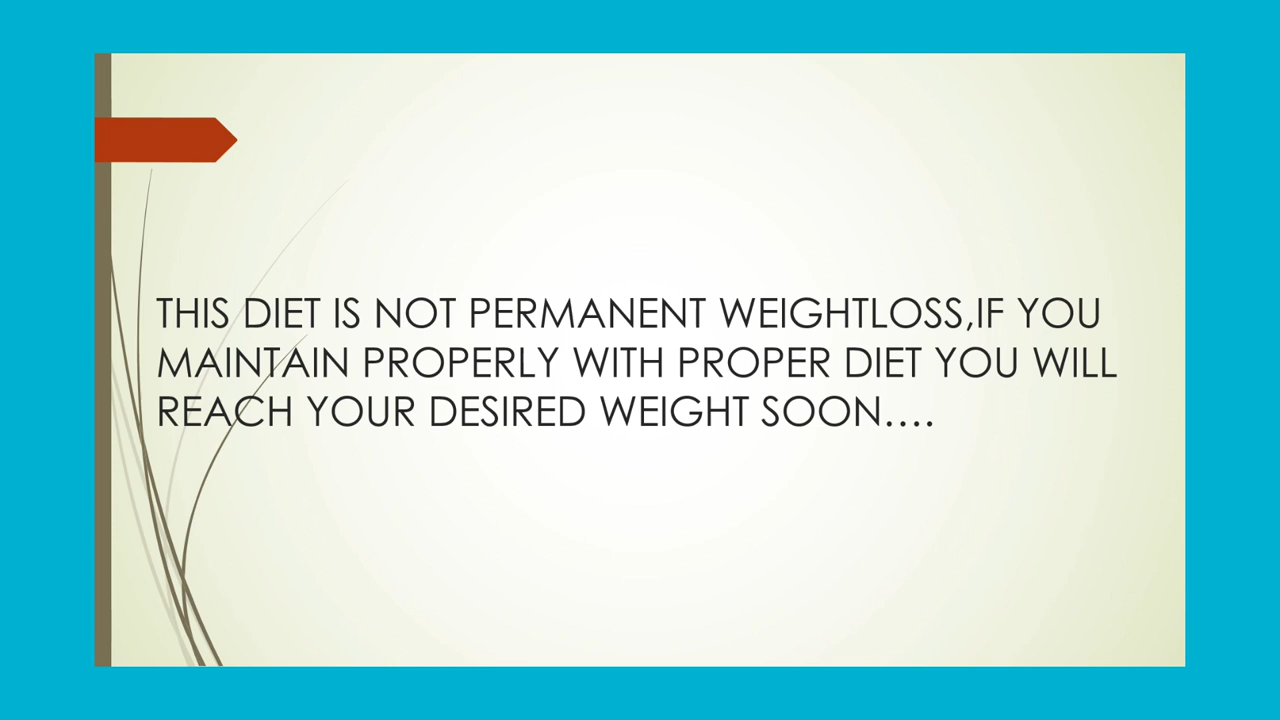 THIS DIET IS NOT PERMANENT WEIGHTLOSS,IF YOU
MAINTAIN PROPERLY WITH PROPER DIET YOU WILL
REACH YOUR DESIRED WEIGHT SOON....